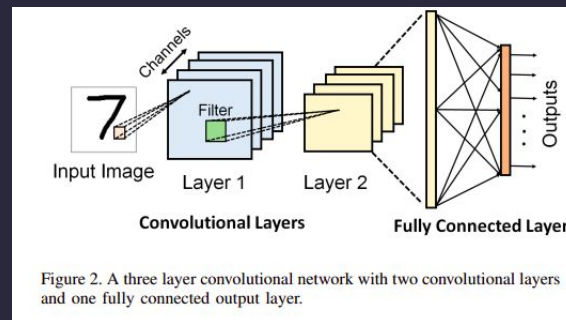 Channels
7
Filter
Outputs
Input Image
Layer 1
Layer 2
Convolutional Layers
Fully Connected Layer
Figure 2. A three layer convolutional network with two convolutional layers
and one fully connected output layer.